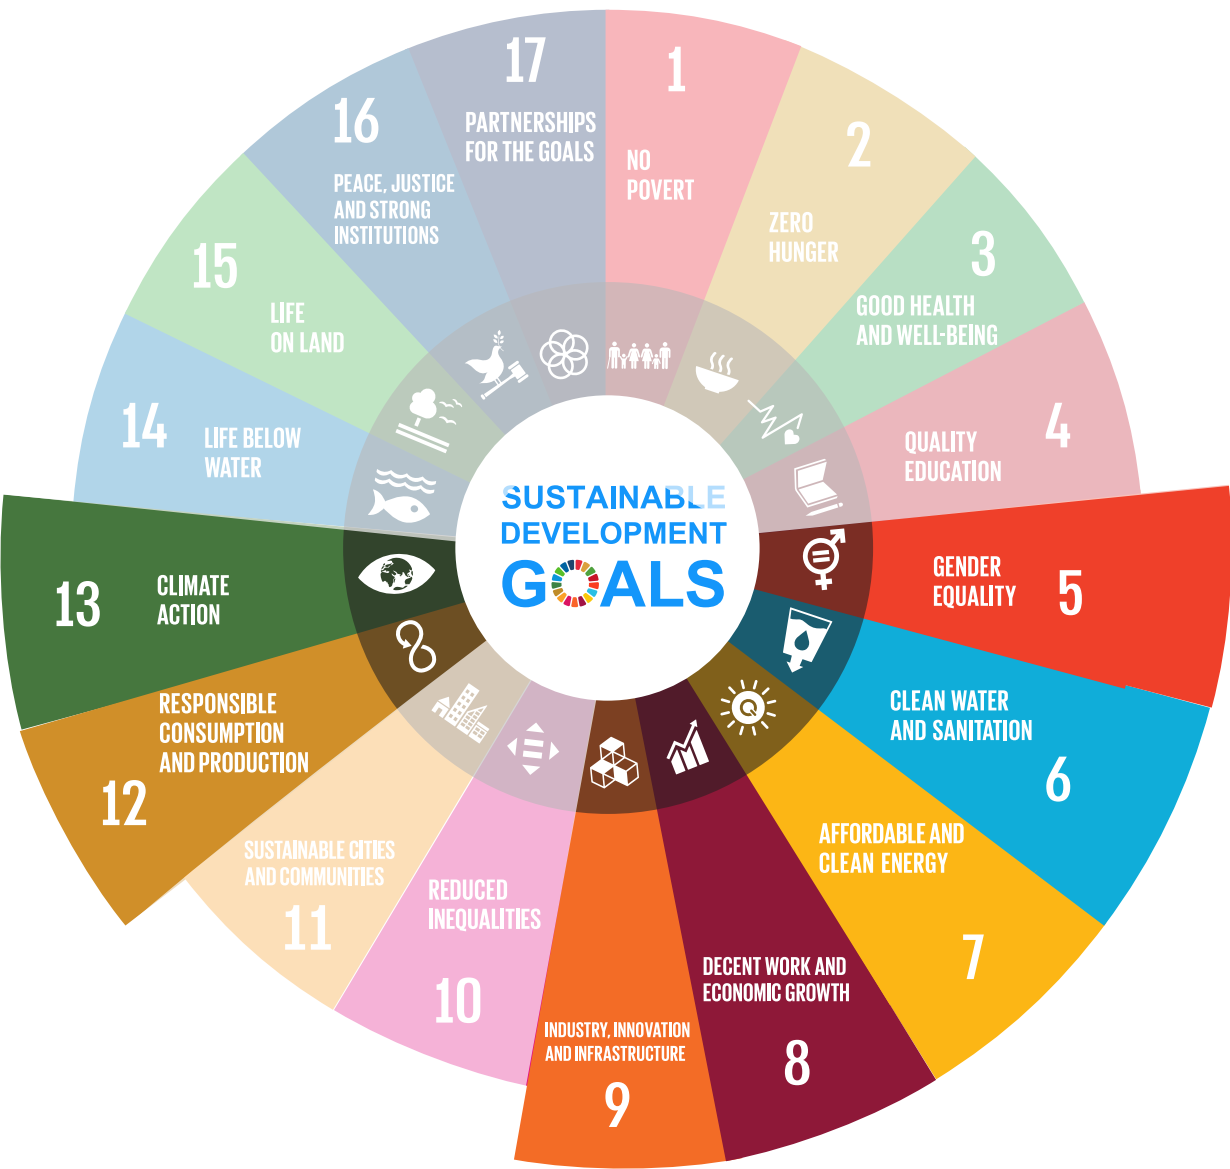 SUSTAINABLE
DEVELOPMENT
GOALS
1
NO
POVERT
2
ZERO
HUNGER
3
GOOD HEALTH
AND WELL-BEING
4
QUALITY
EDUCATION
5
GENDER
EQUALITY
6
CLEAN WATER
AND SANITATION
7
AFFORDABLE AND
CLEAN ENERGY
8
DECENT WORK AND
ECONOMIC GROWTH
9
INDUSTRY, INNOVATION
AND INFRASTRUCTURE
10
REDUCED
INEQUALITIES
11
SUSTAINABLE CITIES
AND COMMUNITIES
12
RESPONSIBLE
CONSUMPTION
AND PRODUCTION
13
CLIMATE
ACTION
14
LIFE BELOW
WATER
15
LIFE
ON LAND
16
PEACE, JUSTICE
AND STRONG
INSTITUTIONS
17
PARTNERSHIPS
FOR THE GOALS